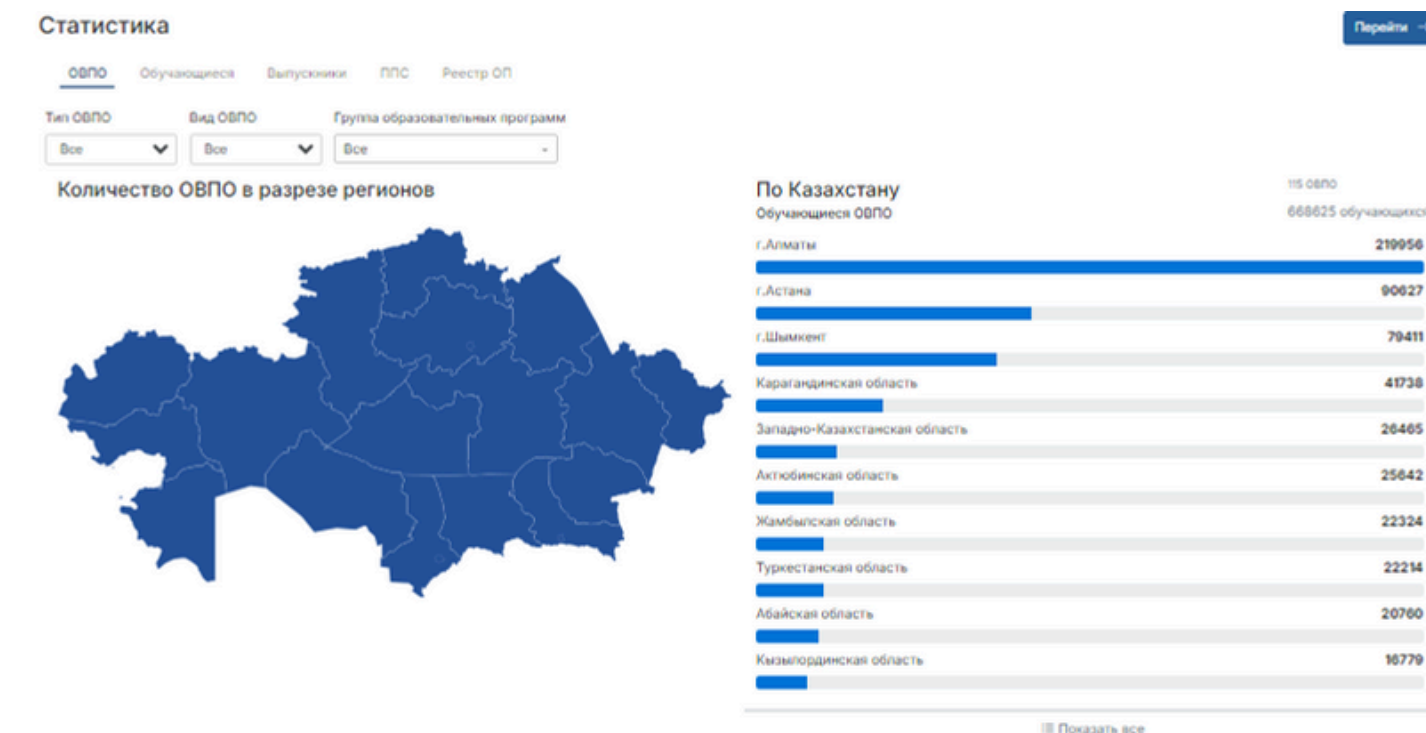 Статистика
Перейти
ОВПО Обучающиеся Выпускники ППС Реестр ОП
Тип ОВПО Вид ОВПО Группа образовательных программ
Все Все Все
Количество ОВПО в разрезе регионов
По Казахстану 115 ОВПО
Обучающиеся ОВПО 668625 обучающихся
г.Алматы 219956
г.Астана 90627
г.Шымкент 79411
Карагандинская область 41738
Западно-Казахстанская область 26465
Актюбинская область 25642
Жамбылская область 22324
Туркестанская область 22214
Абайская область 20760
Кызылординская область 16779
Показать все